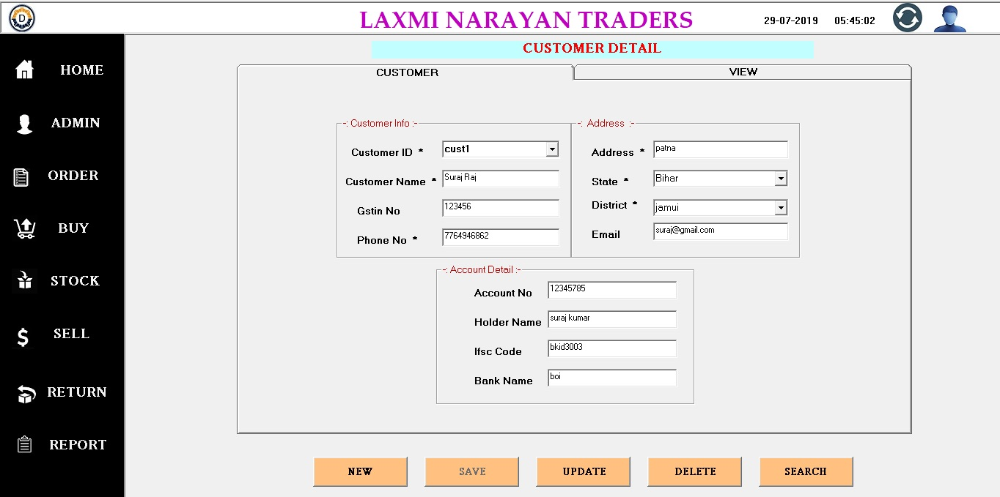 D
LAXMI NARAYAN TRADERS
29-07-2019 05:45:02
CUSTOMER DETAIL
HOME
ADMIN
ORDER
BUY
STOCK
SELL
RETURN
REPORT
CUSTOMER VIEW
-: Customer Info :-
Customer ID * cust1
Customer Name * Suraj Raj
Gstin No 123456
Phone No * 7764946862
-: Address :-
Address * patna
State * Bihar
District * jamui
Email suraj@gmail.com
-: Account Detail :-
Account No 12345785
Holder Name suraj kumar
Ifsc Code bkid3003
Bank Name boi
NEW SAVE UPDATE DELETE SEARCH